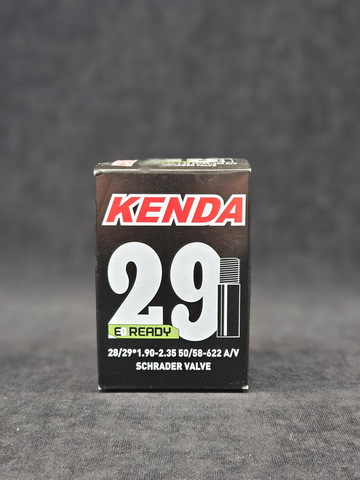 KENDA
29
E READY
28/29*1.90-2.35 50/58-622 A/V
SCHRADER VALVE